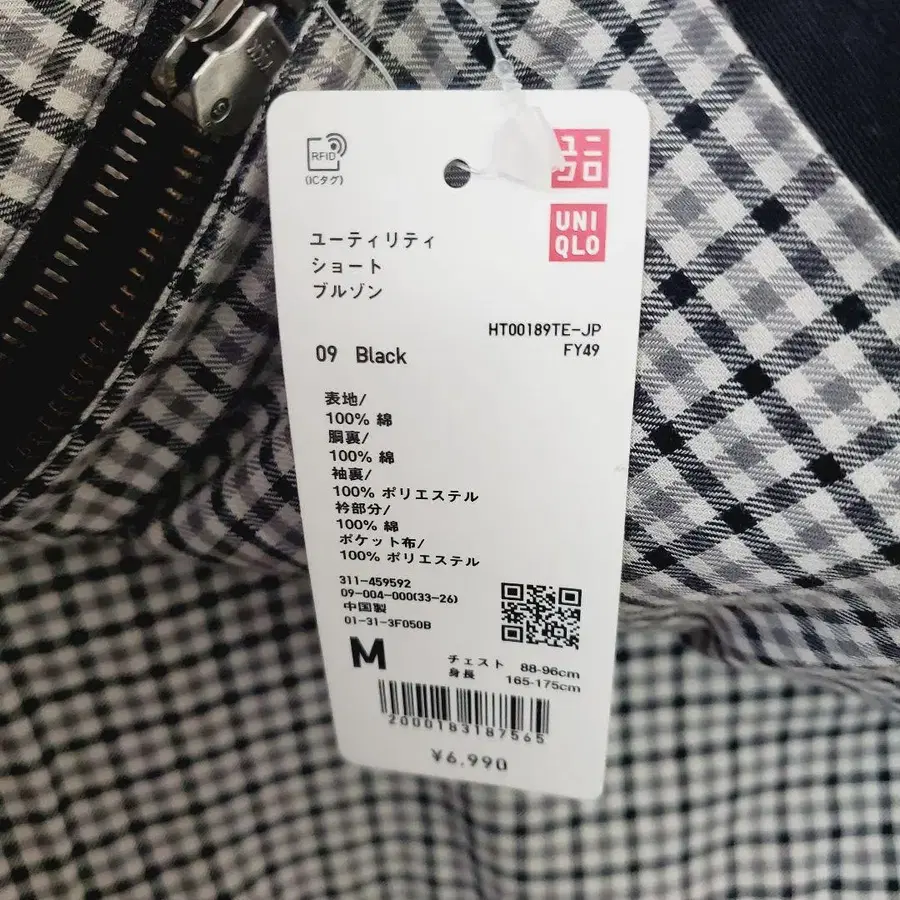 RFID
(ICタグ)
ユニ
クロ
UNI
QLO
ユーティリティ
ショート
ブルゾン
HT00189TE-JP
FY49
09 Black
表地/
100% 綿
胴裏/
100% 綿
袖裏/
100% ポリエステル
衿部分/
100% 綿
ポケット布/
100% ポリエステル
311-459592
09-004-000(33-26)
中国製
01-31-3F050B
M
チェスト 88-96cm
身長 165-175cm
2000183187565
¥6,990